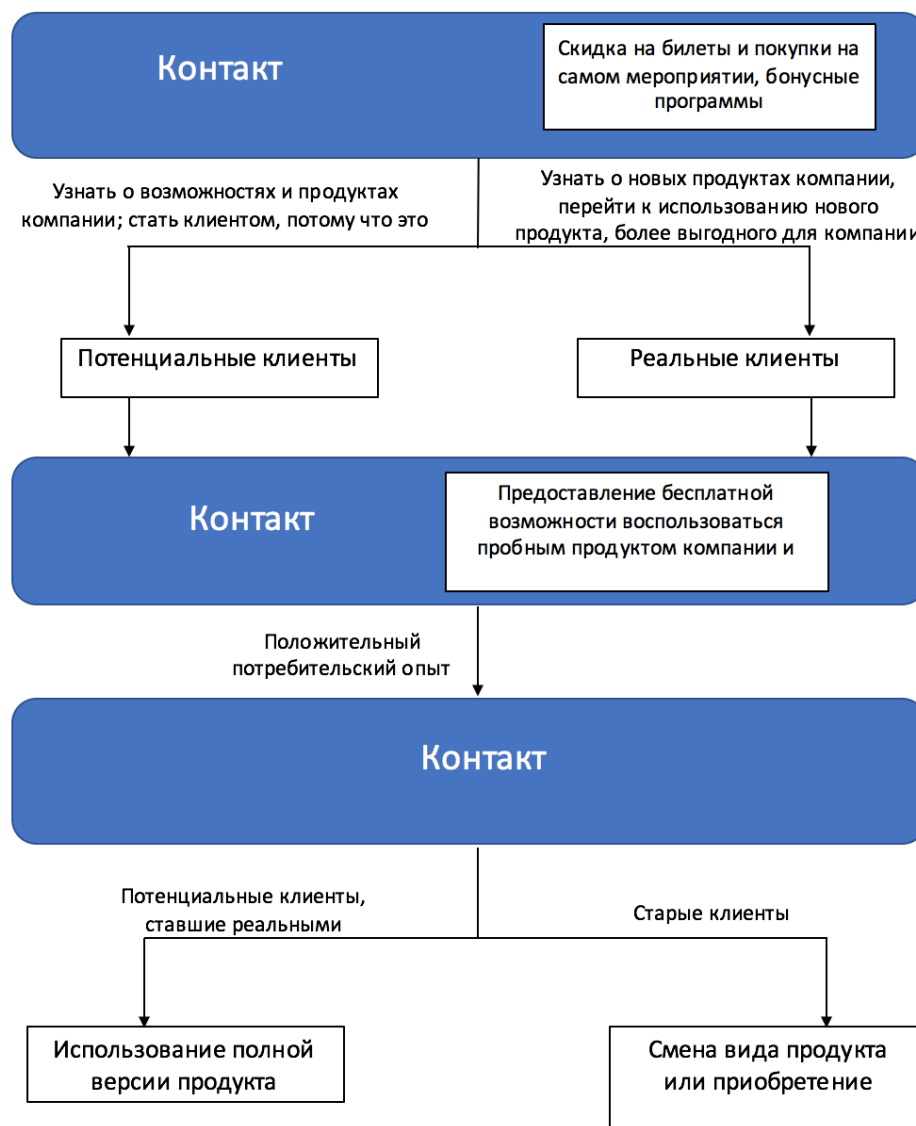 Контакт
Скидка на билеты и покупки на
самом мероприятии, бонусные
программы
Узнать о возможностях и продуктах
компании; стать клиентом, потому что это
Узнать о новых продуктах компании,
перейти к использованию нового
продукта, более выгодного для компании
Потенциальные клиенты
Реальные клиенты
Контакт
Предоставление бесплатной
возможности воспользоваться
пробным продуктом компании и
Положительный
потребительский опыт
Контакт
Потенциальные клиенты,
ставшие реальными
Старые клиенты
Использование полной
версии продукта
Смена вида продукта
или приобретение